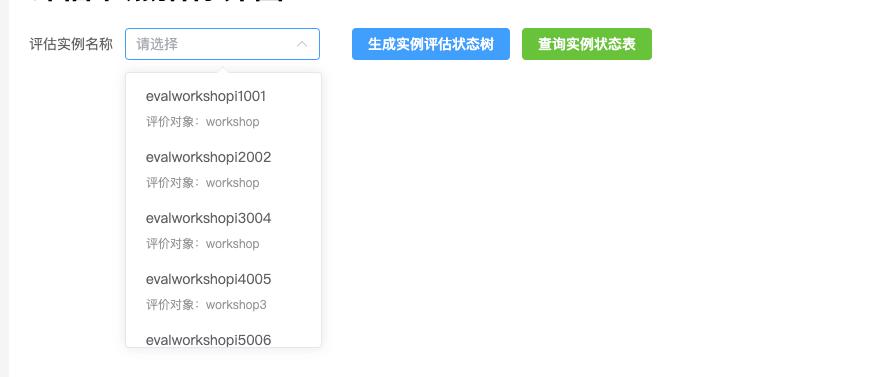 评估实例名称 请选择 生成实例评估状态树 查询实例状态表
evalworkshopi1001
评价对象：workshop
evalworkshopi2002
评价对象：workshop
evalworkshopi3004
评价对象：workshop
evalworkshopi4005
评价对象：workshop3
evalworkshopi5006